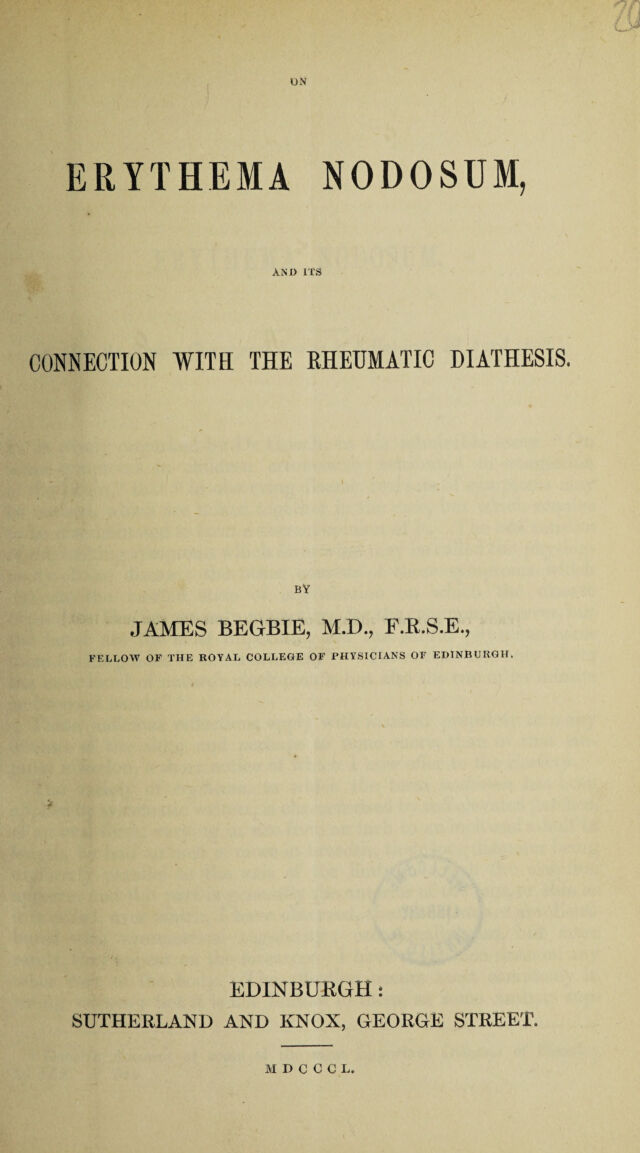 ON
ERYTHEMA NODOSUM,
AND ITS
CONNECTION WITH THE RHEUMATIC DIATHESIS.
BY
JAMES BEGBIE, M.D., F.R.S.E.,
FELLOW OF THE ROYAL COLLEGE OF PHYSICIANS OF EDINBURGH.
EDINBURGH:
SUTHERLAND AND KNOX, GEORGE STREET.
MDCCCL.